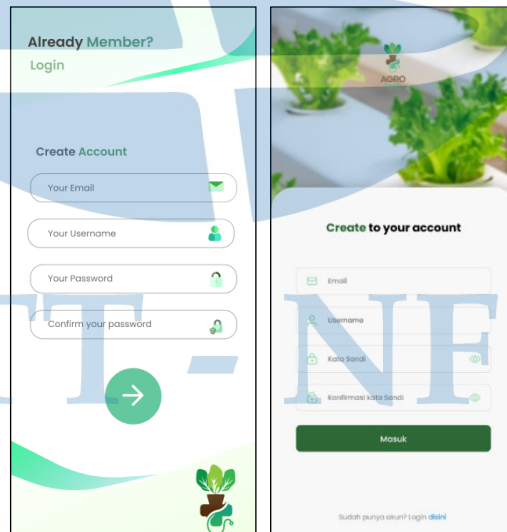 Already Member?
Login
Create Account
Your Email
Your Username
Your Password
Confirm your password
AGRO
Create to your account
Email
Username
Kata Sandi
Konfirmasi kata Sandi
Masuk
Sudah punya akun? Login disini
T - NF